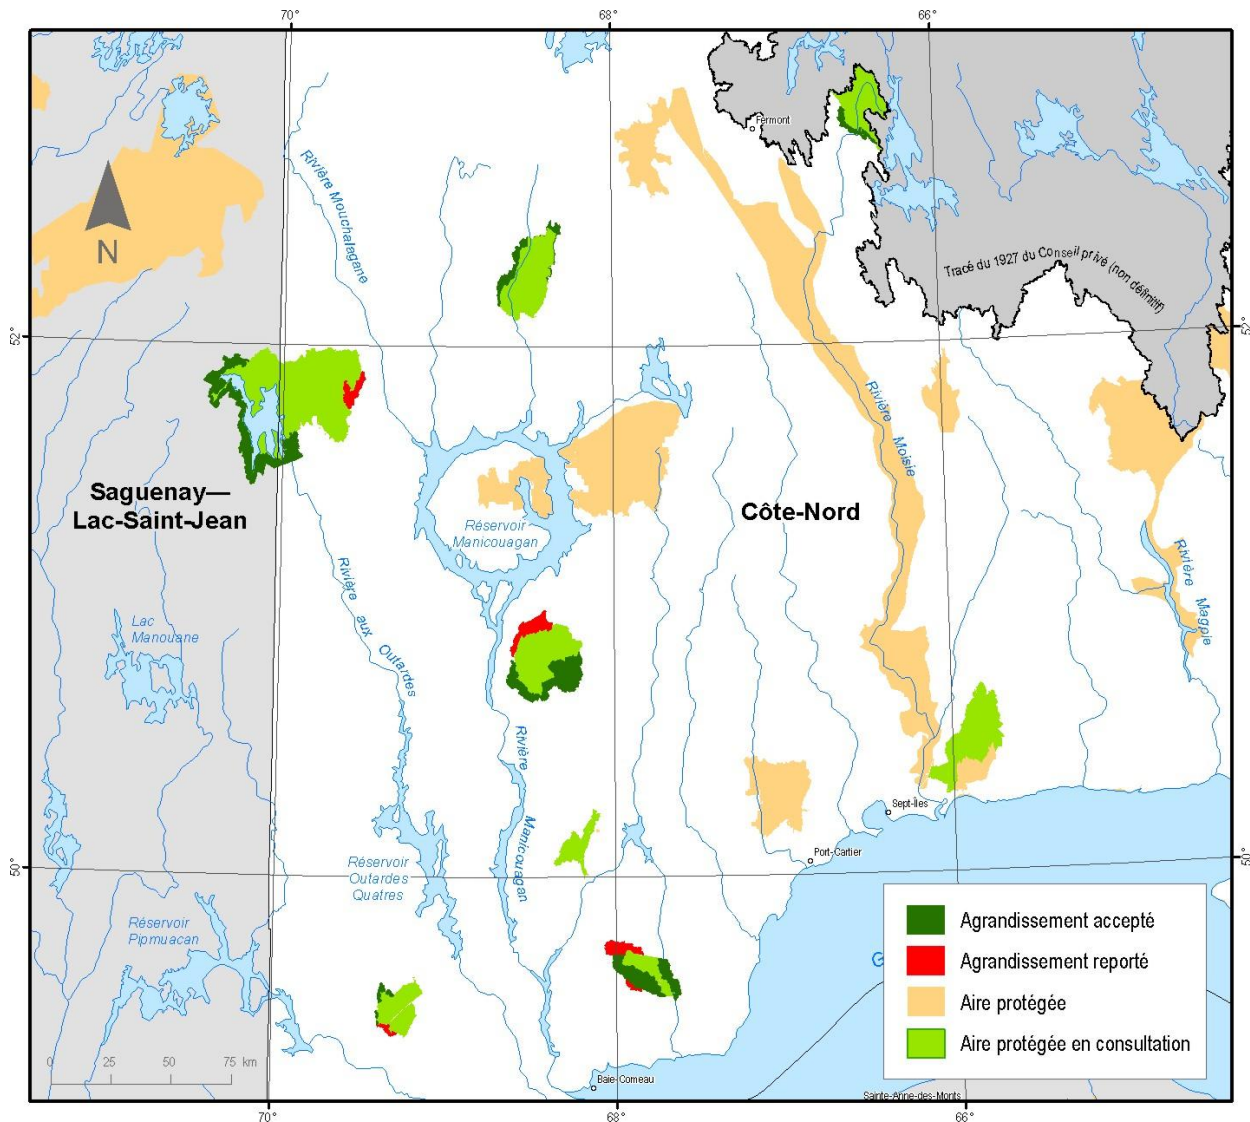 70°
68°
66°
Fermont
Rivière Mouchalagane
N
Tracé du 1927 du Conseil privé (non définitif)
52°
52°
Rivière Moisie
Saguenay—
Lac-Saint-Jean
Côte-Nord
Réservoir
Manicouagan
Rivière aux Outardes
Rivière Magpie
Lac
Manouane
Rivière Manicouagan
Sept-Îles
Port-Cartier
50°
50°
Réservoir
Outardes
Quatres
Réservoir
Pipmuacan
G
Agrandissement accepté
Agrandissement reporté
Aire protégée
Aire protégée en consultation
0 25 50 75 km
Baie-Comeau
Sainte-Anne-des-Monts
70°
68°
66°